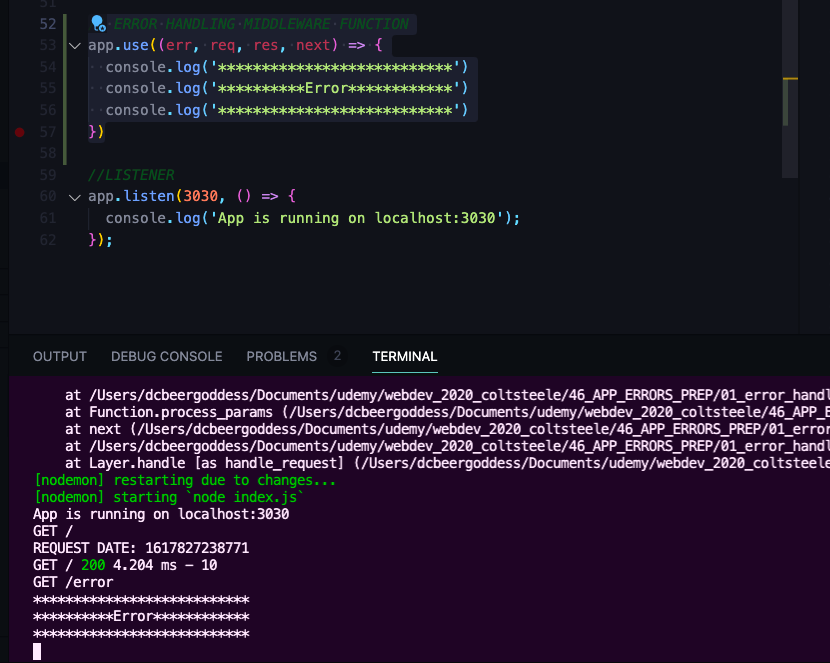 51
52 ERROR HANDLING MIDDLEWARE FUNCTION
53 app.use((err, req, res, next) => {
54 console.log('***************************')
55 console.log('**********Error************')
56 console.log('***************************')
57 })
58
59 //LISTENER
60 app.listen(3030, () => {
61 console.log('App is running on localhost:3030');
62 });
OUTPUT DEBUG CONSOLE PROBLEMS 2 TERMINAL
at /Users/dcbeergoddess/Documents/udemy/webdev_2020_coltsteele/46_APP_ERRORS_PREP/01_error_handl
at Function.process_params (/Users/dcbeergoddess/Documents/udemy/webdev_2020_coltsteele/46_APP_E
at next (/Users/dcbeergoddess/Documents/udemy/webdev_2020_coltsteele/46_APP_ERRORS_PREP/01_error
at /Users/dcbeergoddess/Documents/udemy/webdev_2020_coltsteele/46_APP_ERRORS_PREP/01_error_handl
at Layer.handle [as handle_request] (/Users/dcbeergoddess/Documents/udemy/webdev_2020_coltsteele
[nodemon] restarting due to changes...
[nodemon] starting `node index.js`
App is running on localhost:3030
GET /
REQUEST DATE: 1617827238771
GET / 200 4.204 ms - 10
GET /error
***************************
**********Error************
***************************